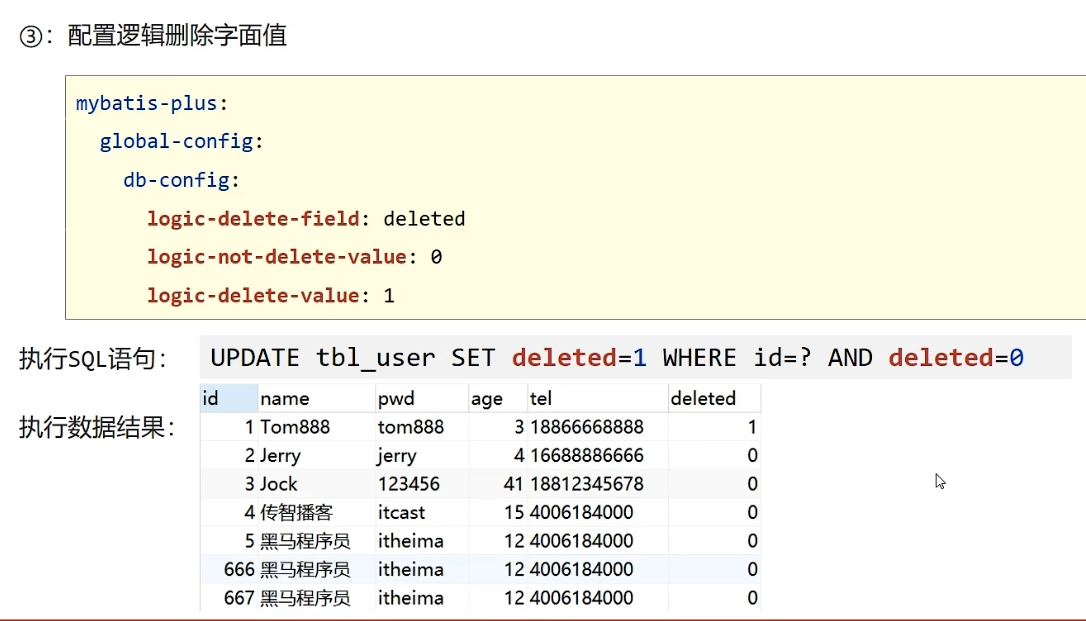 ③：配置逻辑删除字面值
mybatis-plus:
global-config:
db-config:
logic-delete-field: deleted
logic-not-delete-value: 0
logic-delete-value: 1
执行SQL语句：
UPDATE tbl_user SET deleted=1 WHERE id=? AND deleted=0
执行数据结果：
id name pwd age tel deleted
1 Tom888 tom888 3 18866668888 1
2 Jerry jerry 4 16688886666 0
3 Jock 123456 41 18812345678 0
4 传智播客 itcast 15 4006184000 0
5 黑马程序员 itheima 12 4006184000 0
666 黑马程序员 itheima 12 4006184000 0
667 黑马程序员 itheima 12 4006184000 0